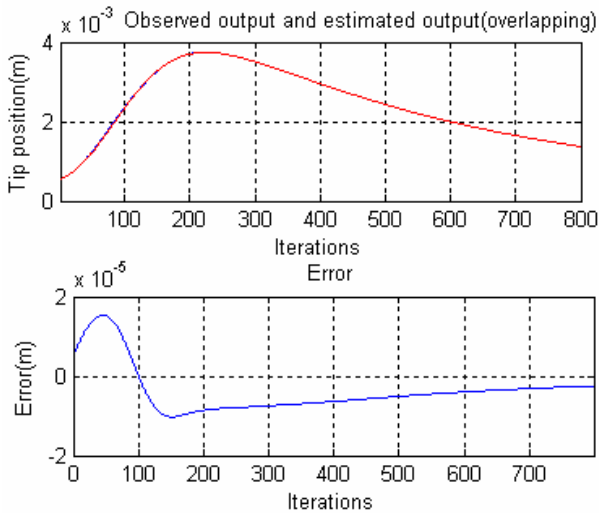 x 10^-3 Observed output and estimated output(overlapping)
4
2
0
Tip position(m)
100 200 300 400 500 600 700 800
Iterations
Error
x 10^-5
2
0
-2
Error(m)
0 100 200 300 400 500 600 700
Iterations